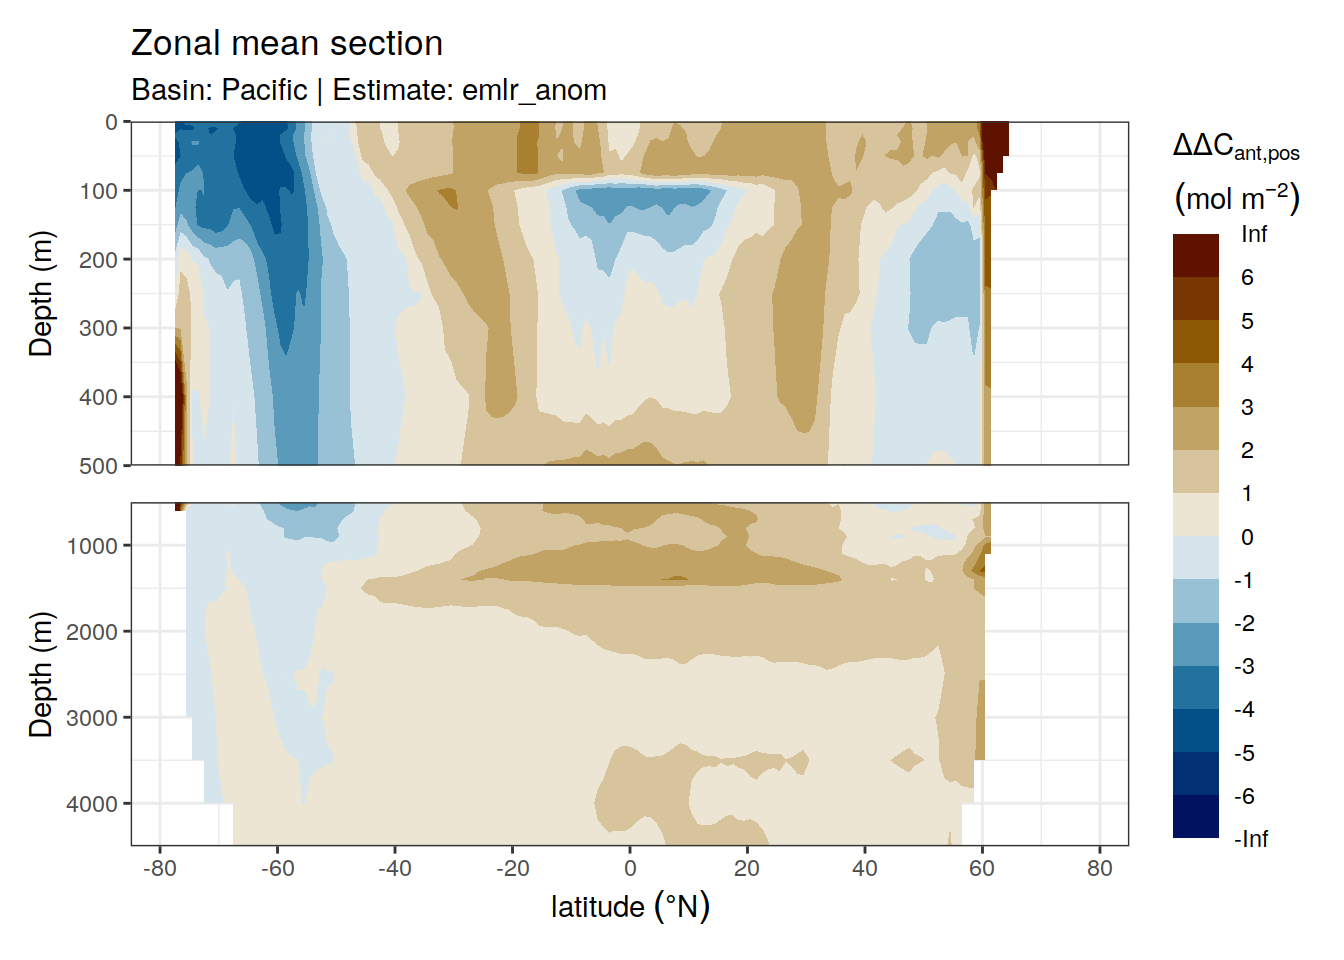 Zonal mean section
Basin: Pacific | Estimate: emlr_anom
0
100
200
300
400
500
Depth (m)
1000
2000
3000
4000
Depth (m)
-80 -60 -40 -20 0 20 40 60 80
latitude (°N)
ΔΔC_ant,pos
(mol m⁻²)
Inf
6
5
4
3
2
1
0
-1
-2
-3
-4
-5
-6
-Inf